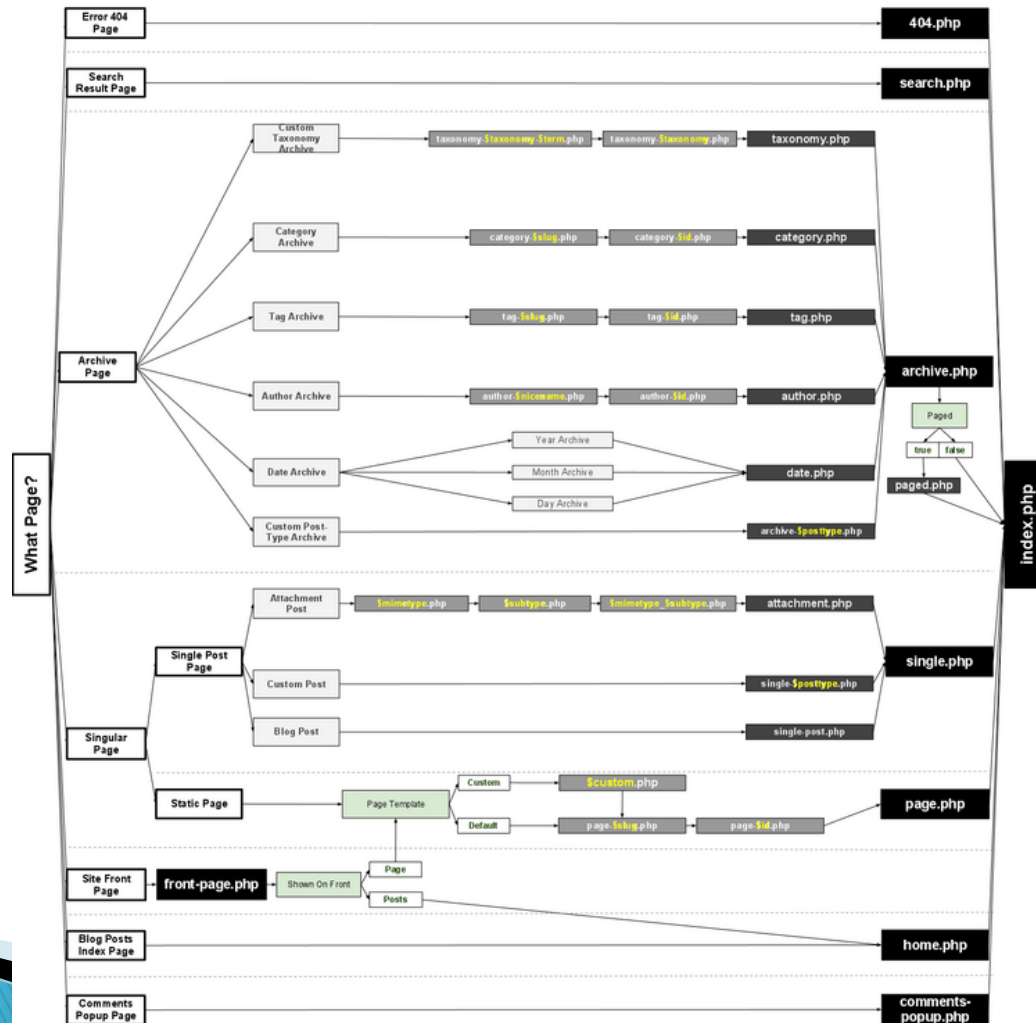 Error 404
Page
404.php
Search
Result Page
search.php
Custom
Taxonomy
Archive
taxonomy-$taxonomy-$term.php
taxonomy-$taxonomy.php
taxonomy.php
Category
Archive
category-$slug.php
category-$id.php
category.php
Tag Archive
tag-$slug.php
tag-$id.php
tag.php
Archive
Page
archive.php
Author Archive
author-$nicename.php
author-$id.php
author.php
Paged
true
false
paged.php
Year Archive
Date Archive
Month Archive
date.php
Day Archive
Custom Post-
Type Archive
archive-$posttype.php
What Page?
index.php
Attachment
Post
$mimetype.php
$subtype.php
$mimetype_$subtype.php
attachment.php
Single Post
Page
single.php
Custom Post
single-$posttype.php
Blog Post
single-post.php
Singular
Page
Static Page
Page Template
Custom
$custom.php
Default
page-$slug.php
page-$id.php
page.php
Site Front
Page
front-page.php
Shown On Front
Page
Posts
Blog Posts
Index Page
home.php
Comments
Popup Page
comments-
popup.php